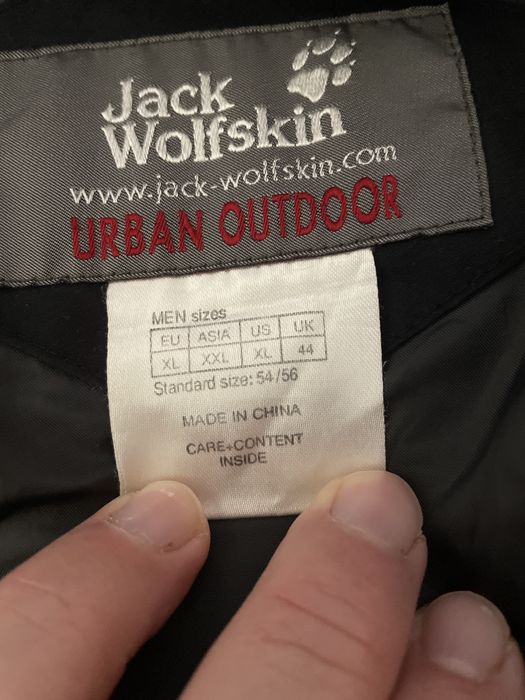 Jack
Wolfskin
www.jack-wolfskin.com
URBAN OUTDOOR
MEN sizes
EU ASIA US UK
XL XXL XL 44
Standard size: 54/56
MADE IN CHINA
CARE+CONTENT
INSIDE